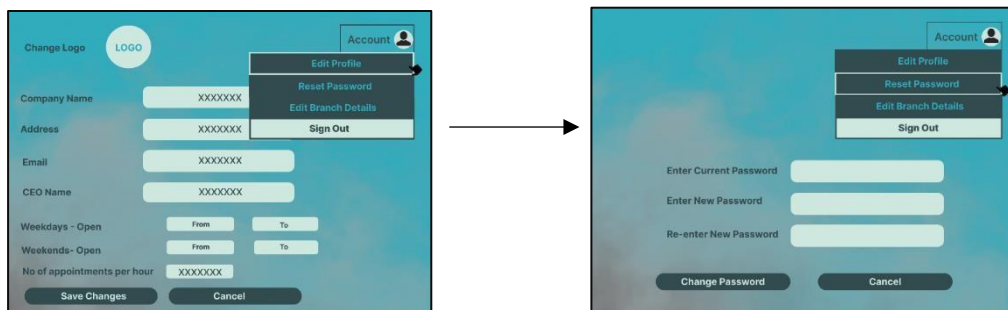 Change Logo
LOGO
Account
Edit Profile
Reset Password
Edit Branch Details
Sign Out
Company Name
XXXXXXX
Address
XXXXXXX
Email
XXXXXXX
CEO Name
XXXXXXX
Weekdays - Open
From
To
Weekends- Open
From
To
No of appointments per hour
XXXXXXX
Save Changes
Cancel
Account
Edit Profile
Reset Password
Edit Branch Details
Sign Out
Enter Current Password
Enter New Password
Re-enter New Password
Change Password
Cancel